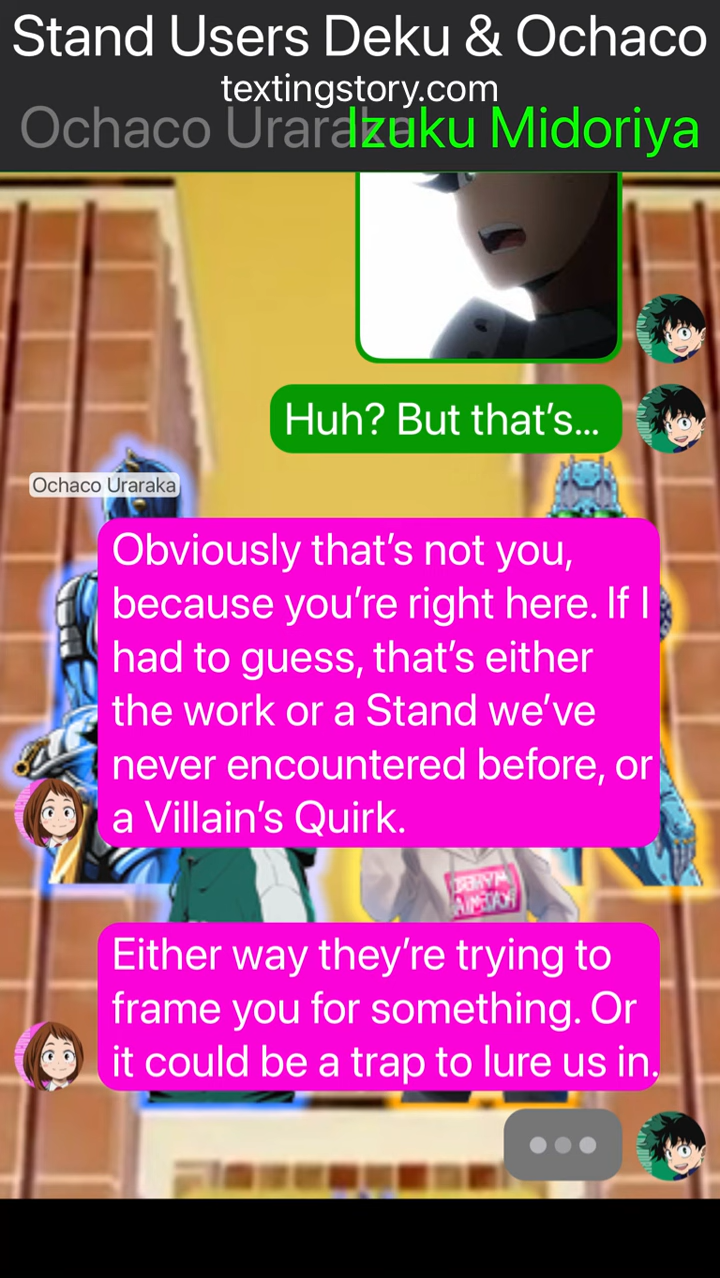 Stand Users Deku & Ochaco
textingstory.com
Ochaco Uraraka Izuku Midoriya
Huh? But that's...
Ochaco Uraraka
Obviously that's not you,
because you're right here. If I
had to guess, that's either
the work or a Stand we've
never encountered before, or
a Villain's Quirk.
Either way they're trying to
frame you for something. Or
it could be a trap to lure us in.